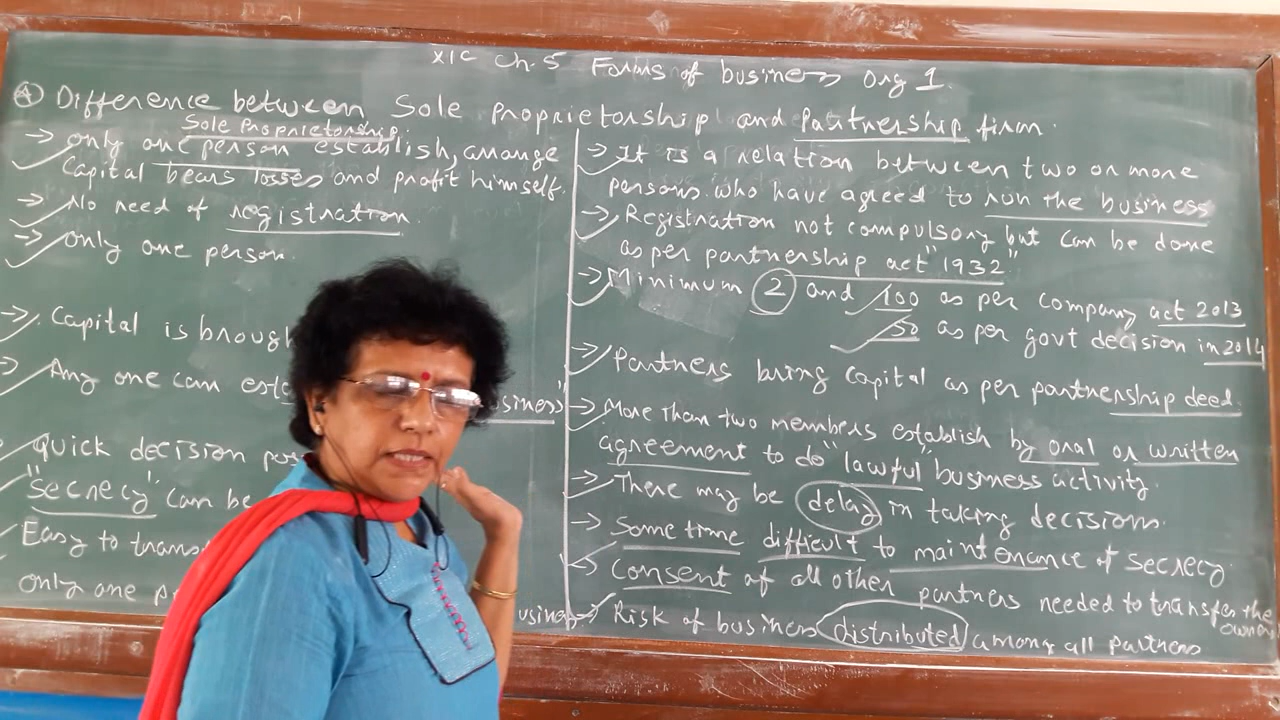 XIC Ch. 5 Forms of business org 1.
Difference between Sole Proprietorship and Partnership firm.
Sole Proprietorship
→ only one person establish, arrange
Capital bears losses and profit himself.
→ No need of registration.
→ only one person.
→ Capital is
→ Any one can
business"
Quick decision
"Secrecy" can be
Easy to
only one
→ It is a relation between two or more
persons who have agreed to run the business
→ Registration not compulsory but can be done
as per partnership act "1932"
→ Minimum 2 and 100 as per company act 2013
50 as per govt decision in 2014
→ Partners bring capital as per partnership deed.
→ More than two members establish by oral or written
agreement to do "lawful" business activity.
→ There may be delay in taking decisions.
→ Some time difficult to maintenance of secrecy.
→ Consent of all other partners needed to transfer the
owner
→ Risk of business distributed among all partners